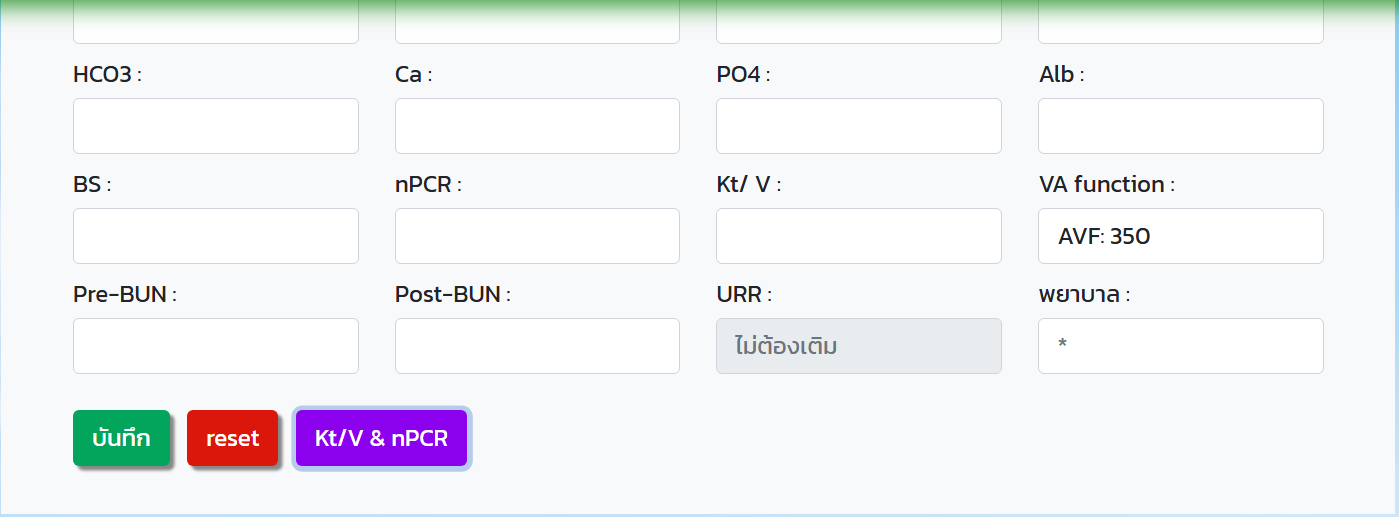 HCO3 : Ca : PO4 : Alb :
BS : nPCR : Kt/ V : VA function :
AVF: 350
Pre-BUN : Post-BUN : URR : พยาบาล :
ไม่ต้องเติม *
บันทึก reset Kt/V & nPCR